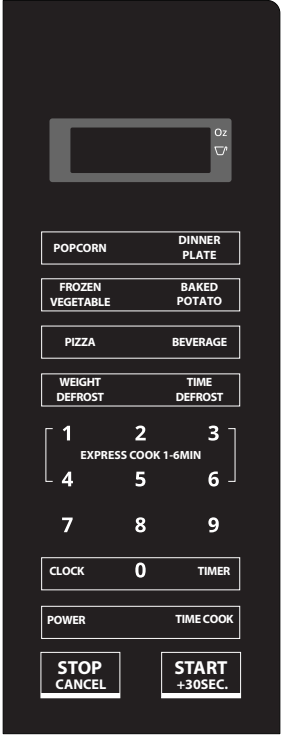 Oz
POPCORN
DINNER
PLATE
FROZEN
VEGETABLE
BAKED
POTATO
PIZZA
BEVERAGE
WEIGHT
DEFROST
TIME
DEFROST
1 2 3
EXPRESS COOK 1-6MIN
4 5 6
7 8 9
CLOCK 0 TIMER
POWER TIME COOK
STOP
CANCEL
START
+30SEC.